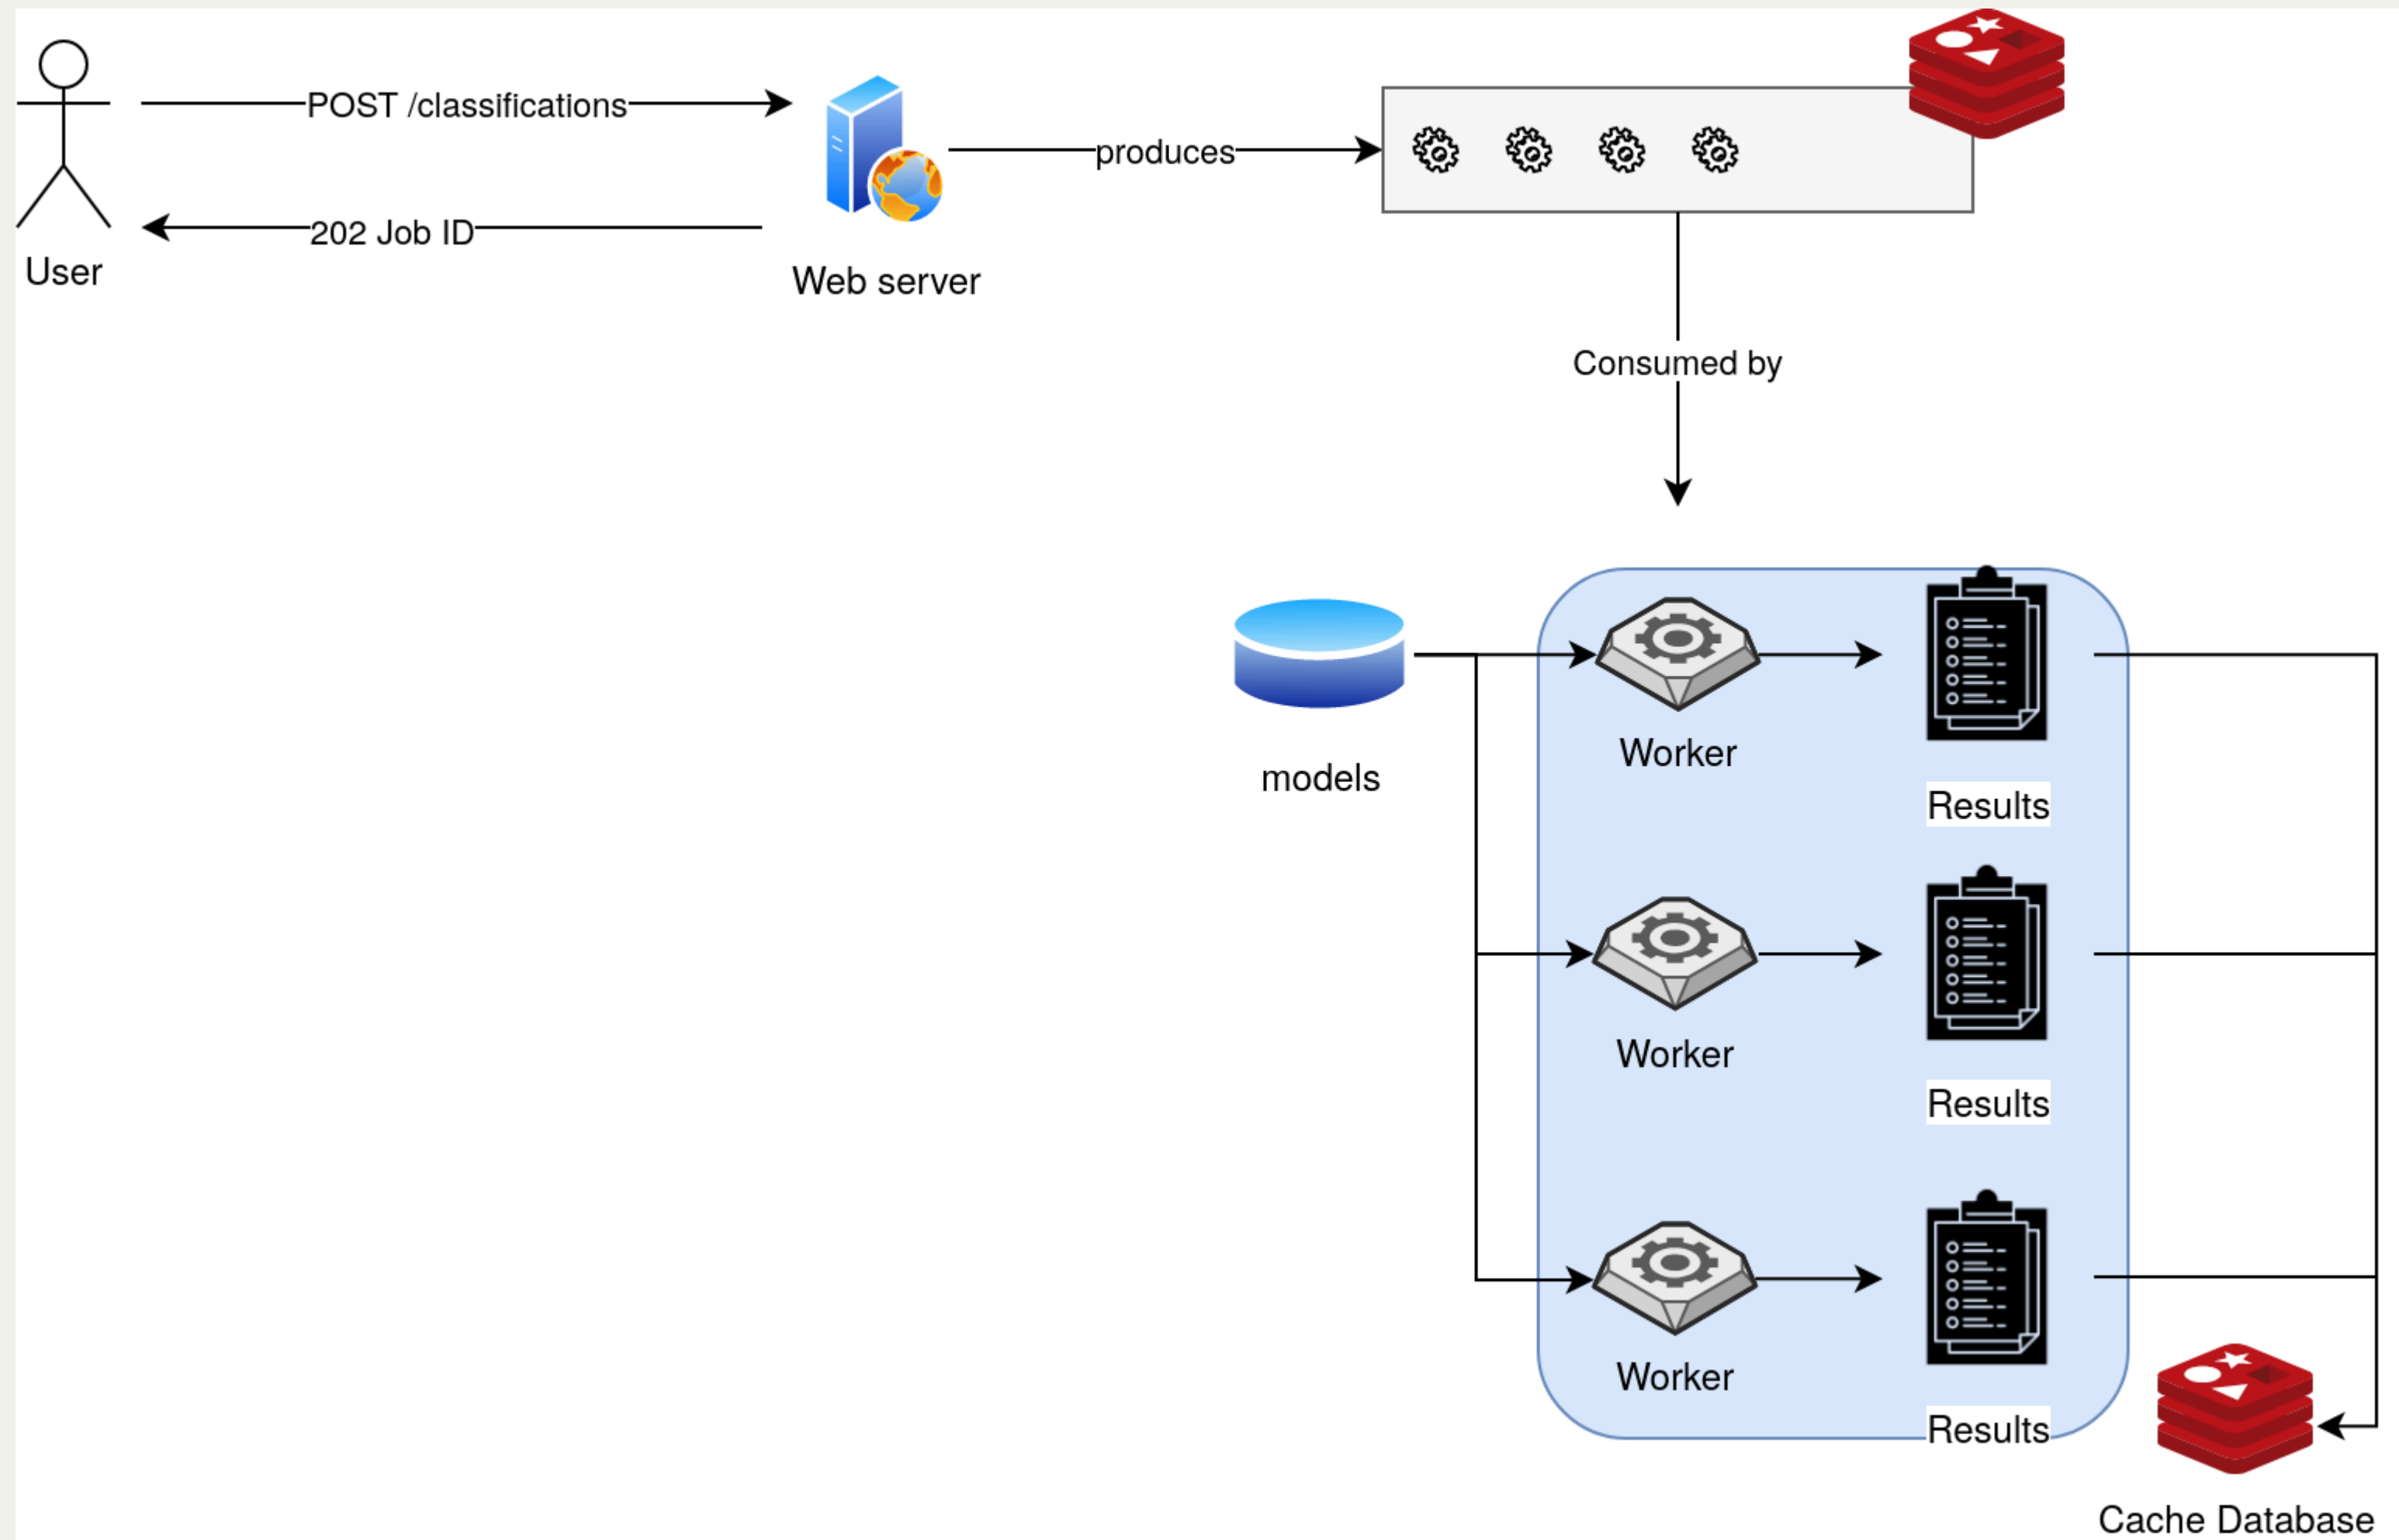 POST /classifications
produces
202 Job ID
User
Web server
Consumed by
models
Worker
Results
Worker
Results
Worker
Results
Cache Database